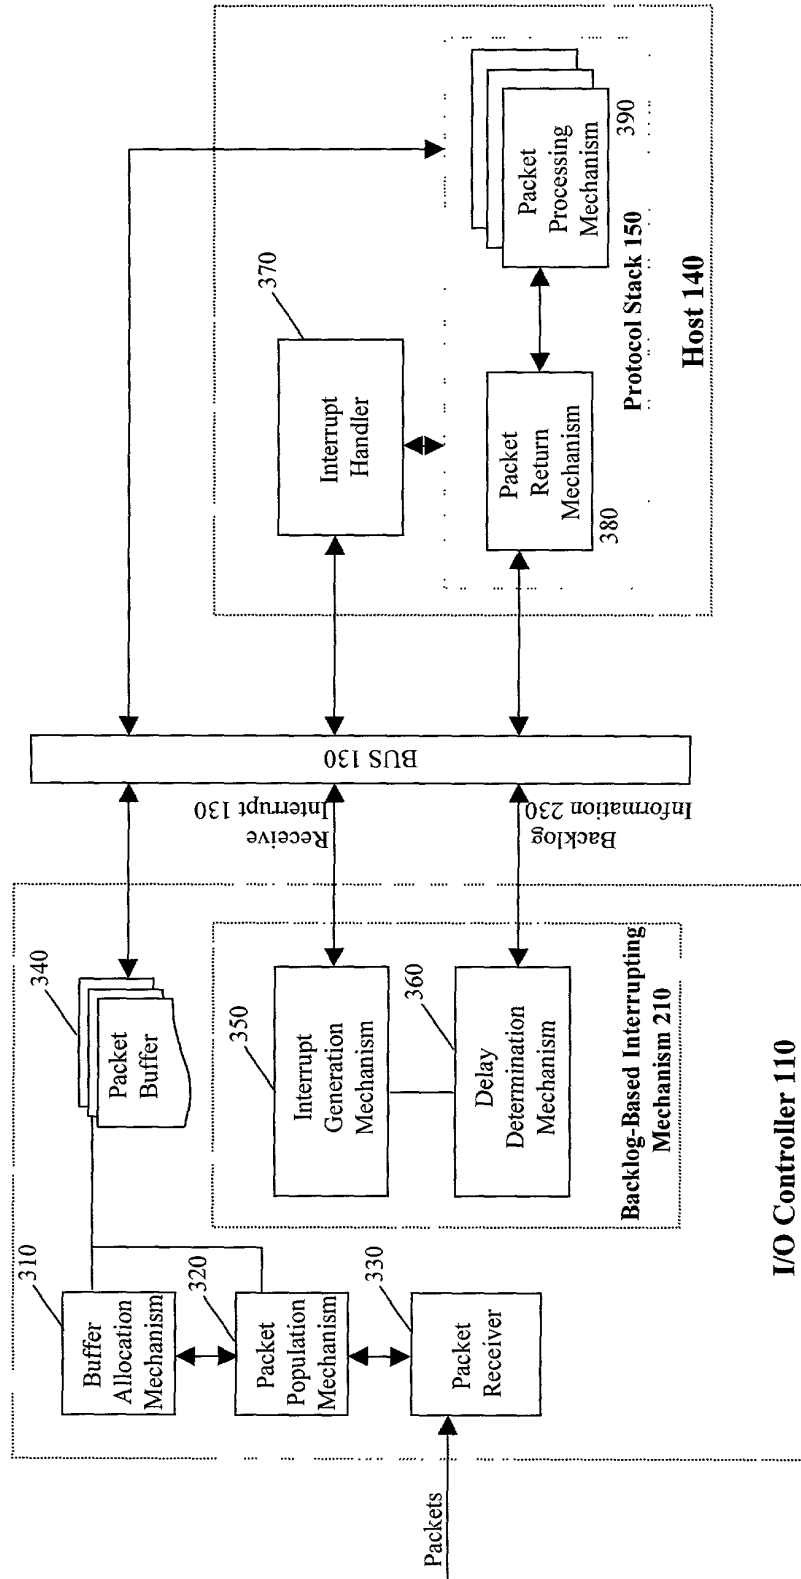 310
Buffer
Allocation
Mechanism
320
Packet
Population
Mechanism
330
Packet
Receiver
Packets
340
Packet
Buffer
350
Interrupt
Generation
Mechanism
360
Delay
Determination
Mechanism
Backlog-Based Interrupting
Mechanism 210
I/O Controller 110
Receive
Interrupt 130
Backlog
Information 230
BUS 130
370
Interrupt
Handler
Packet
Return
Mechanism
380
Packet
Processing
Mechanism
390
Protocol Stack 150
Host 140